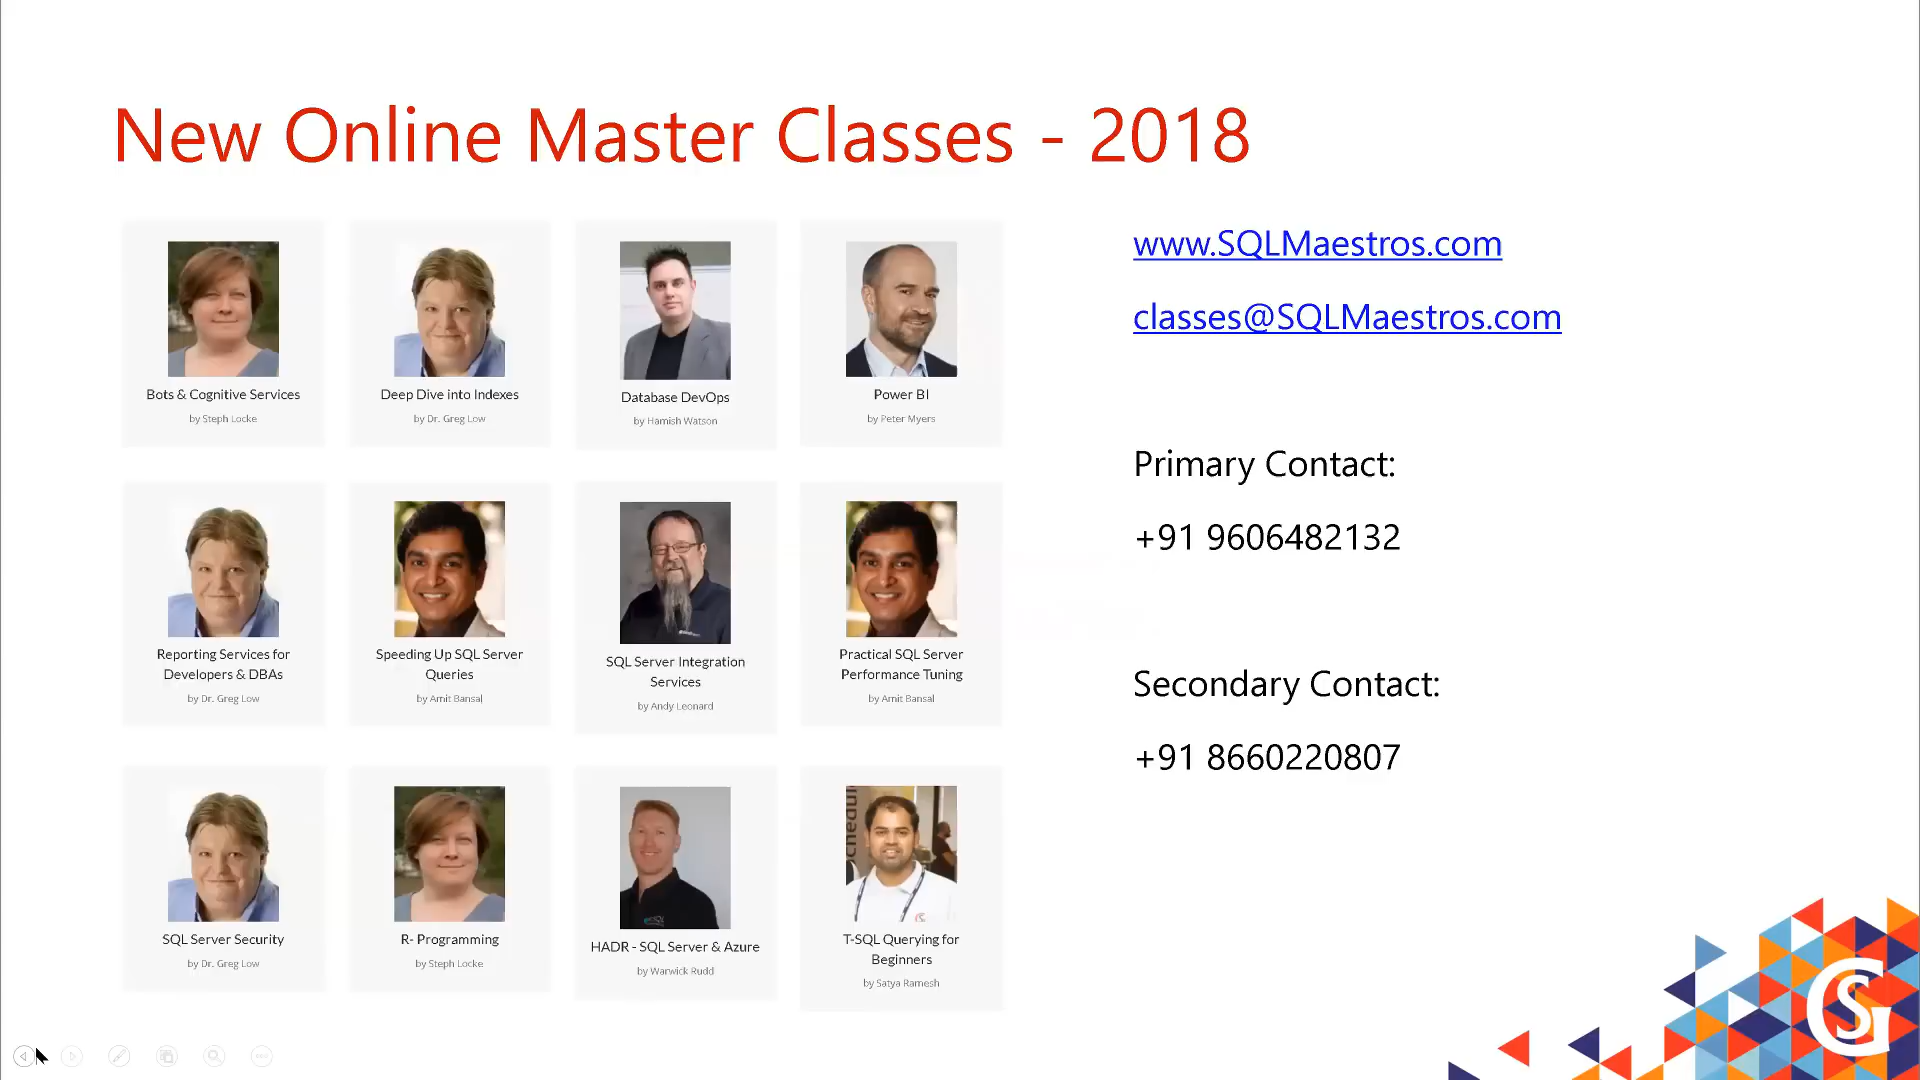 New Online Master Classes - 2018
Bots & Cognitive Services
by Steph Locke
Deep Dive into Indexes
by Dr. Greg Low
Database DevOps
by Hamish Watson
Power BI
by Peter Myers
Reporting Services for
Developers & DBAs
by Dr. Greg Low
Speeding Up SQL Server
Queries
by Amit Bansal
SQL Server Integration
Services
by Andy Leonard
Practical SQL Server
Performance Tuning
by Amit Bansal
SQL Server Security
by Dr. Greg Low
R- Programming
by Steph Locke
HADR - SQL Server & Azure
by Warwick Rudd
T-SQL Querying for
Beginners
by Satya Ramesh
www.SQLMaestros.com
classes@SQLMaestros.com
Primary Contact:
+91 9606482132
Secondary Contact:
+91 8660220807